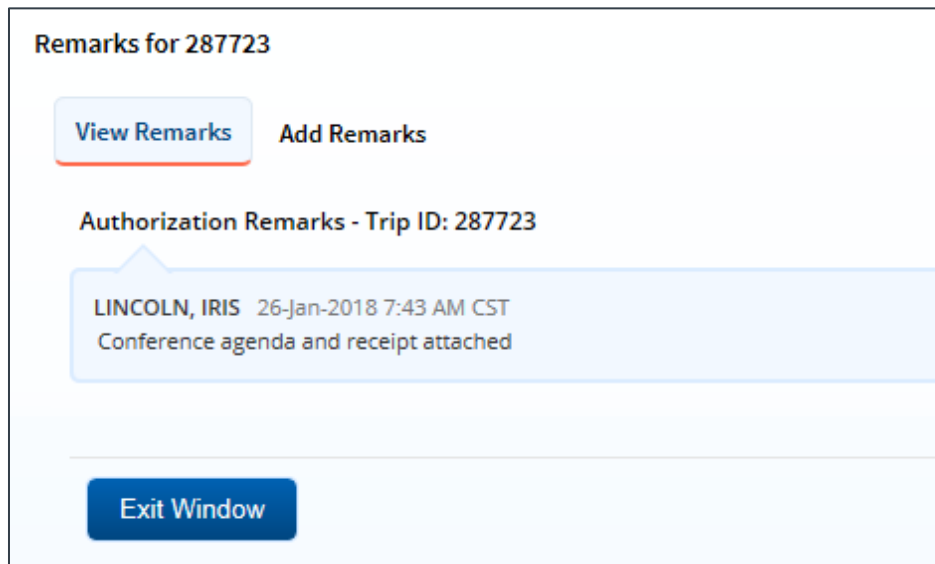 Remarks for 287723
View Remarks
Add Remarks
Authorization Remarks - Trip ID: 287723
LINCOLN, IRIS 26-Jan-2018 7:43 AM CST
Conference agenda and receipt attached
Exit Window